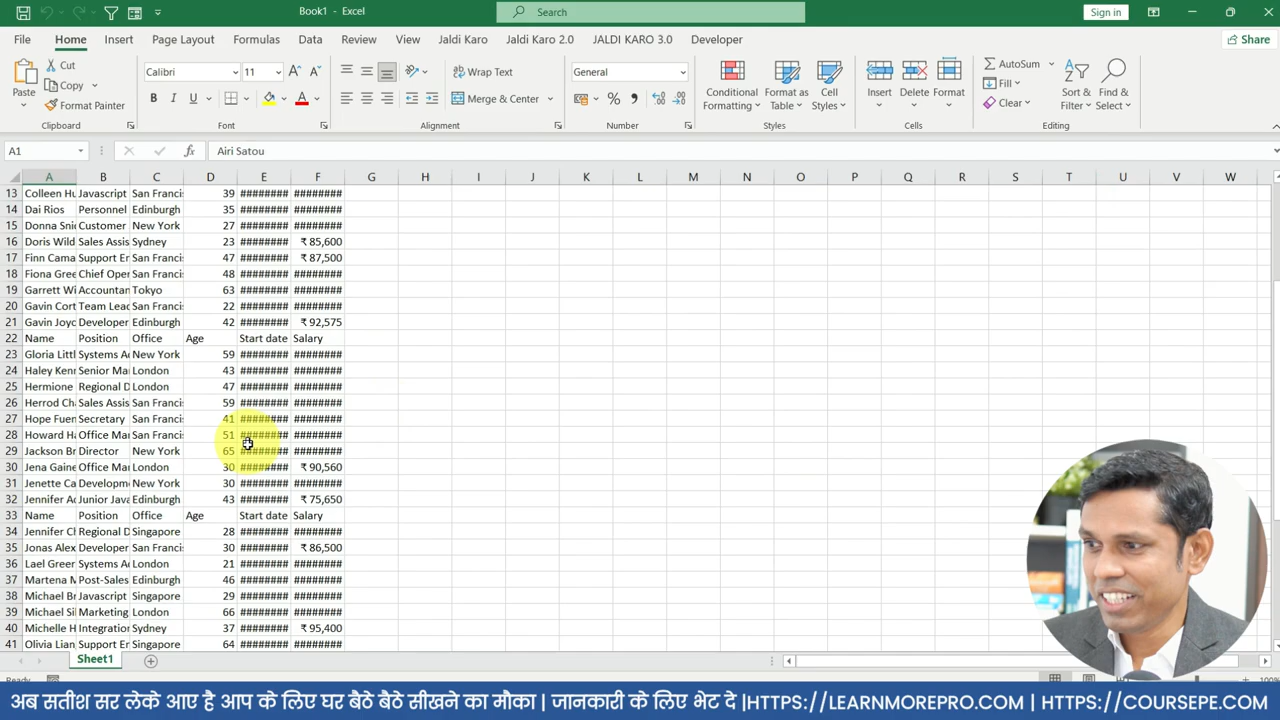 Book1 - Excel
Search
Sign in
File Home Insert Page Layout Formulas Data Review View Jaldi Karo Jaldi Karo 2.0 JALDI KARO 3.0 Developer Share
Paste Cut Copy Format Painter
Calibri 11
B I U A
Wrap Text
Merge & Center
General
Conditional Formatting Format as Table Cell Styles
Insert Delete Format
AutoSum Fill Clear
Sort & Filter Find & Select
Clipboard Font Alignment Number Styles Cells Editing
A1 fx Airi Satou
A B C D E F G H I J K L M N O P Q R S T U V W
13 Colleen Hu Javascript San Francis 39 ######## ########
14 Dai Rios Personnel Edinburgh 35 ######## ########
15 Donna Snic Customer New York 27 ######## ########
16 Doris Wild Sales Assis Sydney 23 ######## ₹ 85,600
17 Finn Cama Support En San Francis 47 ######## ₹ 87,500
18 Fiona Gree Chief Oper San Francis 48 ######## ########
19 Garrett Wi Accountan Tokyo 63 ######## ########
20 Gavin Cort Team Lead San Francis 22 ######## ########
21 Gavin Joyc Developer Edinburgh 42 ######## ₹ 92,575
22 Name Position Office Age Start date Salary
23 Gloria Littl Systems Ad New York 59 ######## ########
24 Haley Kenn Senior Mar London 43 ######## ########
25 Hermione Regional D London 47 ######## ########
26 Herrod Ch Sales Assis San Francis 59 ######## ########
27 Hope Fuen Secretary San Francis 41 ######## ########
28 Howard Ha Office Mar San Francis 51 ######## ########
29 Jackson Br Director New York 65 ######## ########
30 Jena Gaine Office Mar London 30 ######## ₹ 90,560
31 Jenette Ca Developm New York 30 ######## ########
32 Jennifer Ac Junior Java Edinburgh 43 ######## ₹ 75,650
33 Name Position Office Age Start date Salary
34 Jennifer Ch Regional D Singapore 28 ######## ########
35 Jonas Alex Developer San Francis 30 ######## ₹ 86,500
36 Lael Greer Systems Ad London 21 ######## ########
37 Martena M Post-Sales Edinburgh 46 ######## ########
38 Michael Br Javascript Singapore 29 ######## ########
39 Michael Sil Marketing London 66 ######## ########
40 Michelle H Integration Sydney 37 ######## ₹ 95,400
41 Olivia Lian Support En Singapore 64 ######## ########
Sheet1
Ready 100%
अब सतीश सर लेके आए है आप के लिए घर बैठे बैठे सीखने का मौका | जानकारी के लिए भेट दे |HTTPS://LEARNMOREPRO.COM | HTTPS://COURSEPE.COM